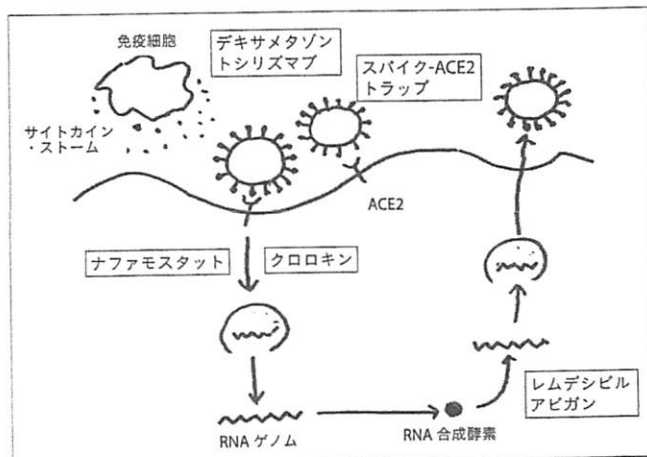 免疫細胞
デキサメタゾン
トシリズマブ
スパイク-ACE2
トラップ
サイトカイン
・ストーム
ACE2
ナファモスタット
クロロキン
レムデシビル
アビガン
RNA ゲノム
RNA 合成酵素